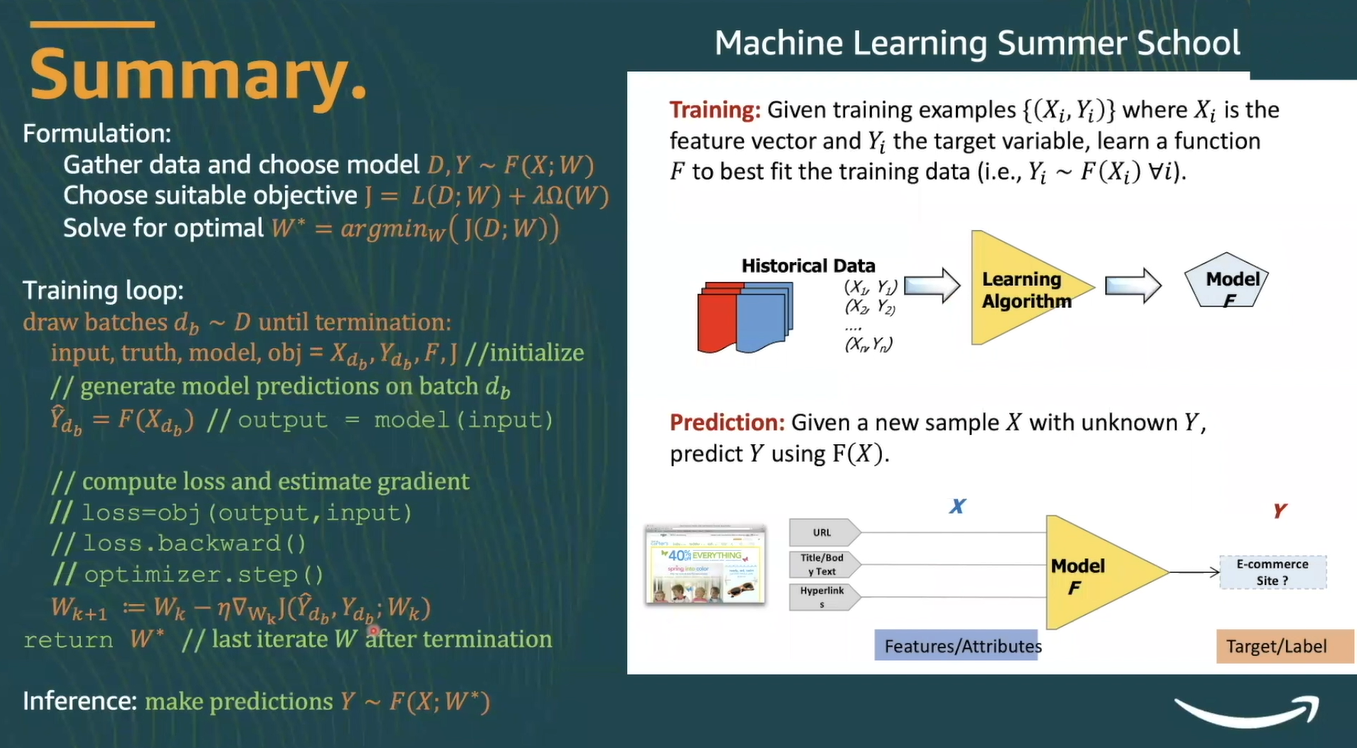 Summary.
Formulation:
Gather data and choose model D, Y ~ F(X; W)
Choose suitable objective J = L(D; W) + λΩ(W)
Solve for optimal W* = argmin_W( J(D; W))
Training loop:
draw batches d_b ~ D until termination:
input, truth, model, obj = X_{d_b}, Y_{d_b}, F, J //initialize
// generate model predictions on batch d_b
Ŷ_{d_b} = F(X_{d_b}) // output = model(input)
// compute loss and estimate gradient
// loss=obj(output,input)
// loss.backward()
// optimizer.step()
W_{k+1} := W_k − η∇_{W_k}J(Ŷ_{d_b}, Y_{d_b}; W_k)
return W* // last iterate W after termination
Inference: make predictions Y ~ F(X; W*)
Machine Learning Summer School
Training: Given training examples {(X_i, Y_i)} where X_i is the
feature vector and Y_i the target variable, learn a function
F to best fit the training data (i.e., Y_i ~ F(X_i) ∀i).
Historical Data
(X_1, Y_1)
(X_2, Y_2)
....,
(X_n, Y_n)
Learning
Algorithm
Model
F
Prediction: Given a new sample X with unknown Y,
predict Y using F(X).
X
Y
40%
EVERYTHING
spring into color
URL
Title/Bod
y Text
Hyperlink
s
Model
F
E-commerce
Site ?
Features/Attributes
Target/Label